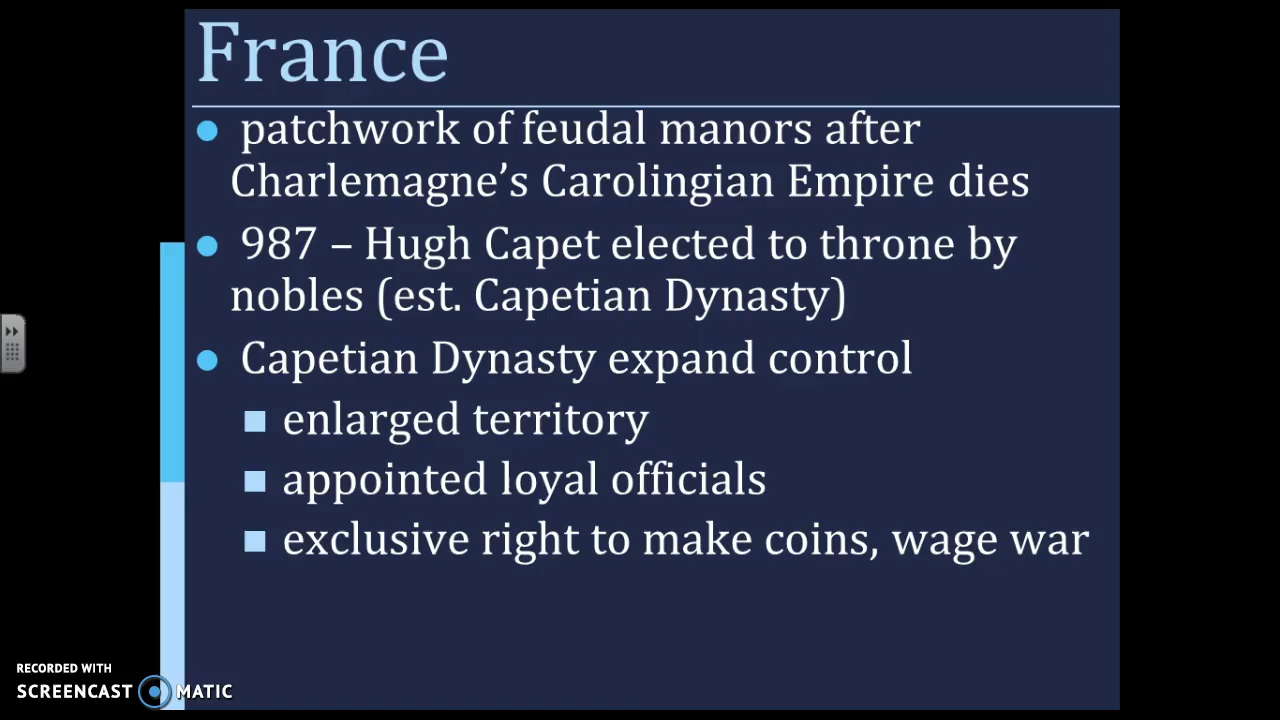 France
● patchwork of feudal manors after
Charlemagne’s Carolingian Empire dies
● 987 – Hugh Capet elected to throne by
nobles (est. Capetian Dynasty)
● Capetian Dynasty expand control
■ enlarged territory
■ appointed loyal officials
■ exclusive right to make coins, wage war
RECORDED WITH
SCREENCAST MATIC